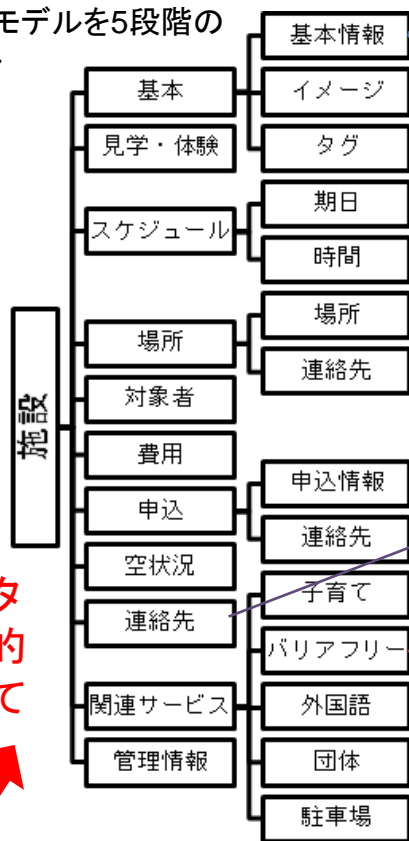 モデルを5段階の
施設
基本
見学・体験
スケジュール
場所
対象者
費用
申込
空状況
連絡先
関連サービス
管理情報
基本情報
イメージ
タグ
期日
時間
場所
連絡先
申込情報
連絡先
子育て
バリアフリー
外国語
団体
駐車場
タ
的
て